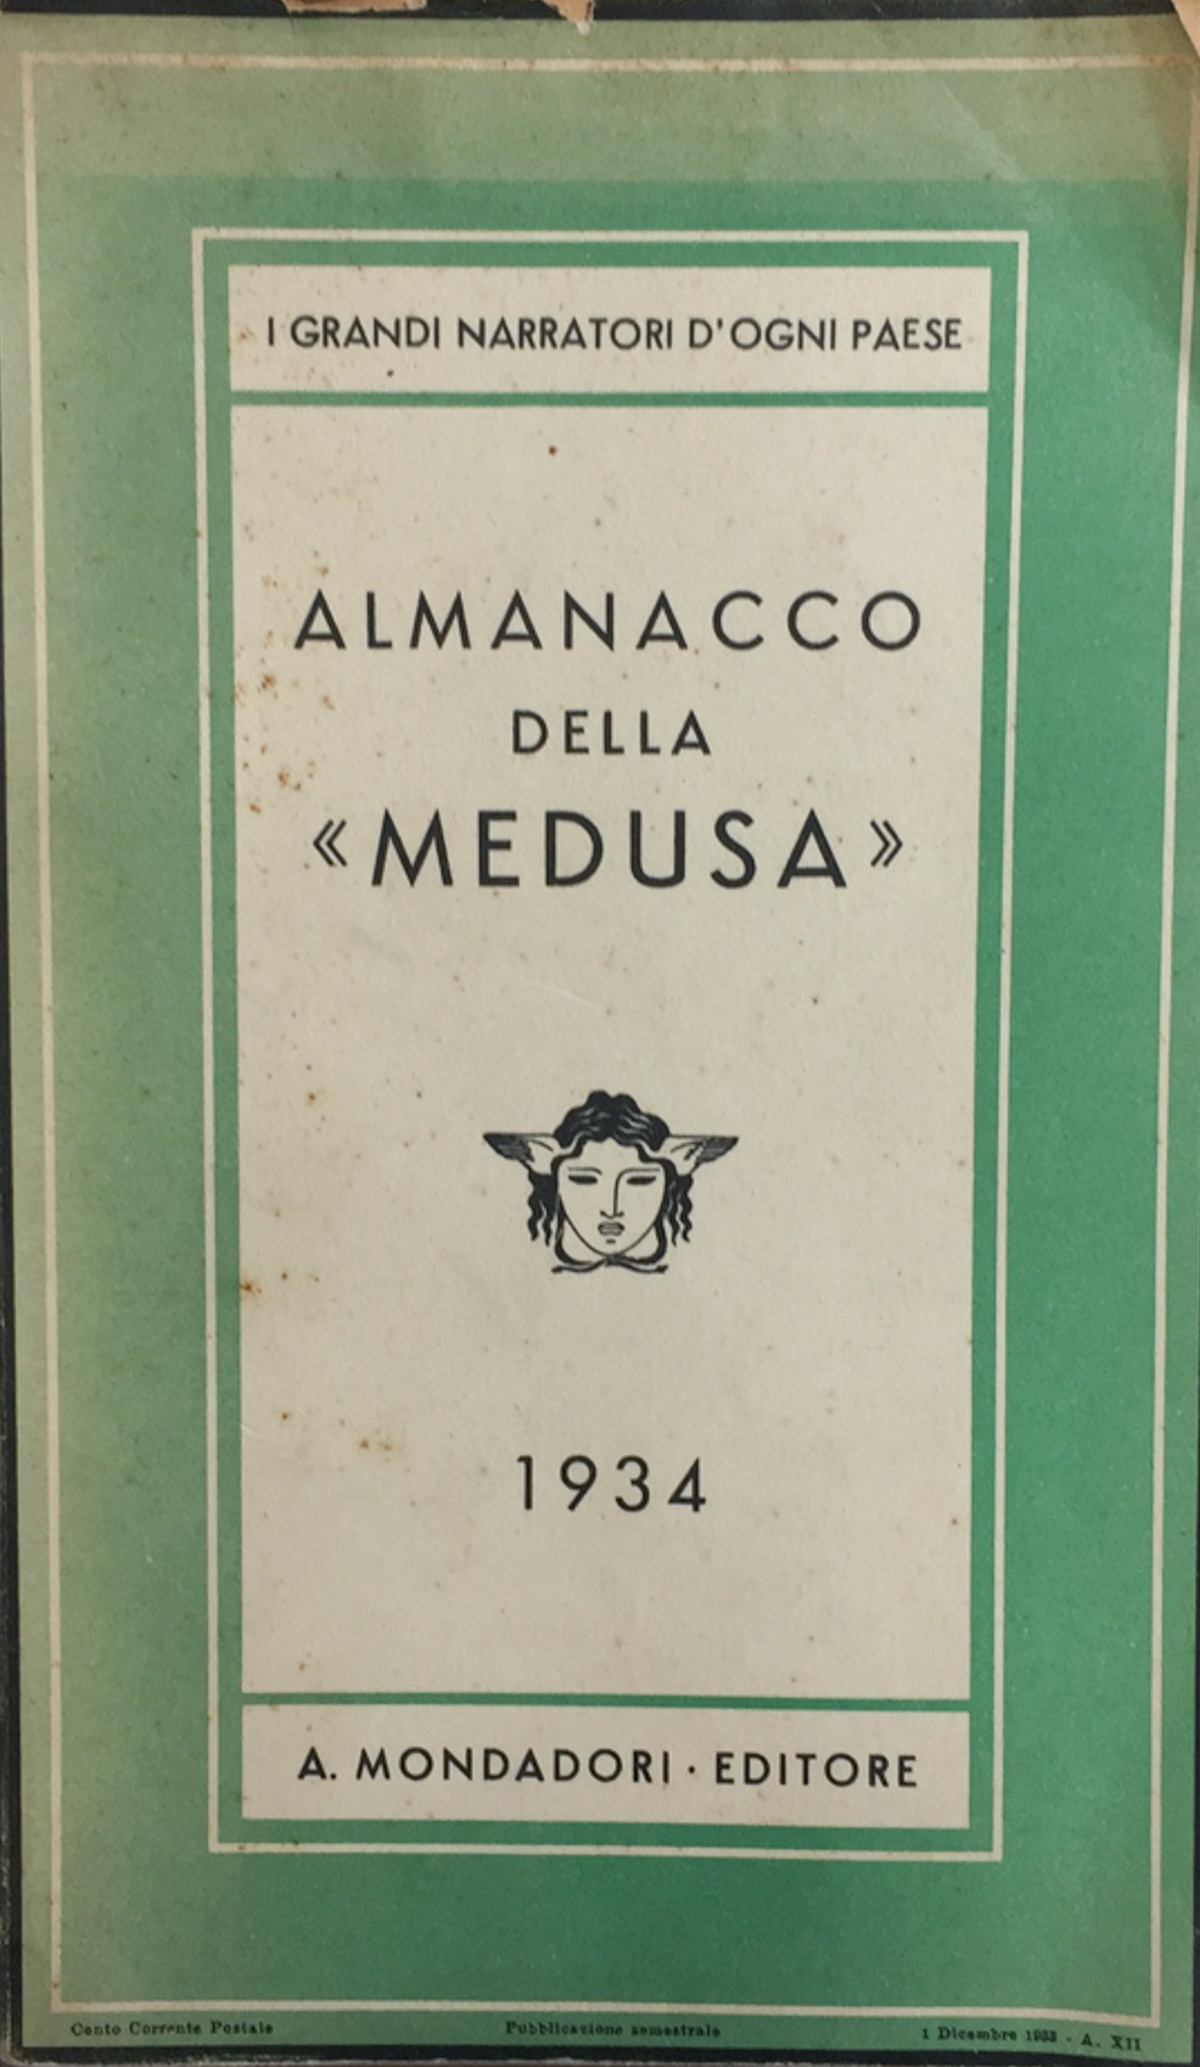 I GRANDI NARRATORI D'OGNI PAESE
ALMANACCO
DELLA
«MEDUSA»
1934
A. MONDADORI · EDITORE
Conto Corrente Postale Pubblicazione semestrale 1 Dicembre 1933 - A. XII